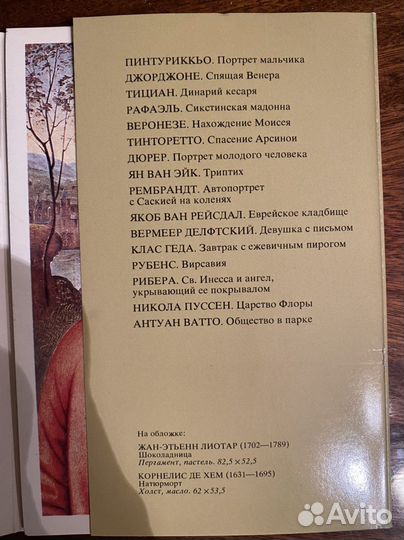 ПИНТУРИККЬО. Портрет мальчика
ДЖОРДЖОНЕ. Спящая Венера
ТИЦИАН. Динарий кесаря
РАФАЭЛЬ. Сикстинская мадонна
ВЕРОНЕЗЕ. Нахождение Моисея
ТИНТОРЕТТО. Спасение Арсинои
ДЮРЕР. Портрет молодого человека
ЯН ВАН ЭЙК. Триптих
РЕМБРАНДТ. Автопортрет
с Саскией на коленях
ЯКОБ ВАН РЕЙСДАЛ. Еврейское кладбище
ВЕРМЕЕР ДЕЛФТСКИЙ. Девушка с письмом
КЛАС ГЕДА. Завтрак с ежевичным пирогом
РУБЕНС. Вирсавия
РИБЕРА. Св. Инесса и ангел,
укрывающий ее покрывалом
НИКОЛА ПУССЕН. Царство Флоры
АНТУАН ВАТТО. Общество в парке
На обложке:
ЖАН-ЭТЬЕНН ЛИОТАР (1702—1789)
Шоколадница
Пергамент, пастель. 82,5×52,5
КОРНЕЛИС ДЕ ХЕМ (1631—1695)
Натюрморт
Холст, масло. 62×53,5
Avito